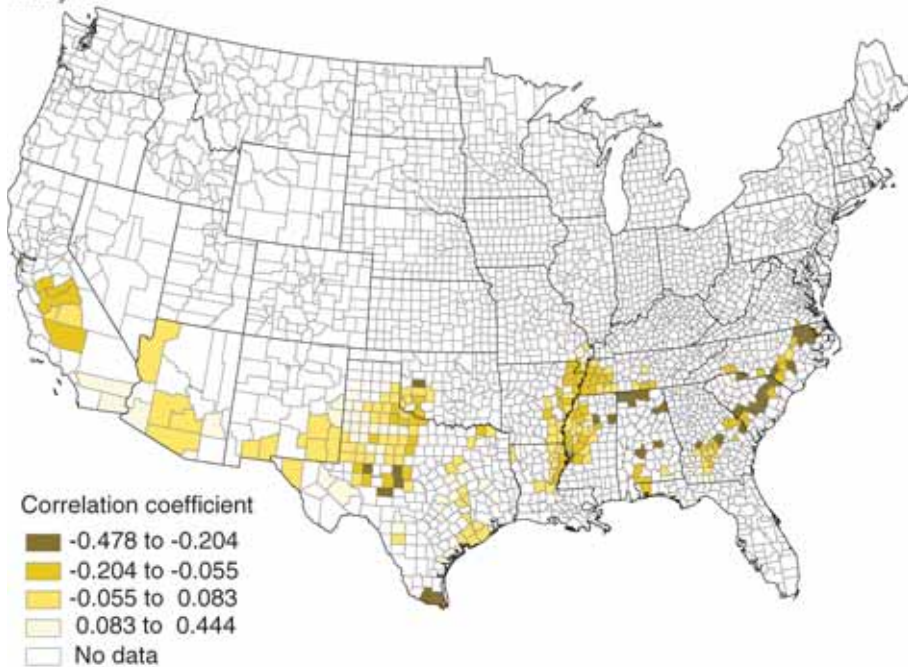 Correlation coefficient
-0.478 to -0.204
-0.204 to -0.055
-0.055 to 0.083
0.083 to 0.444
No data